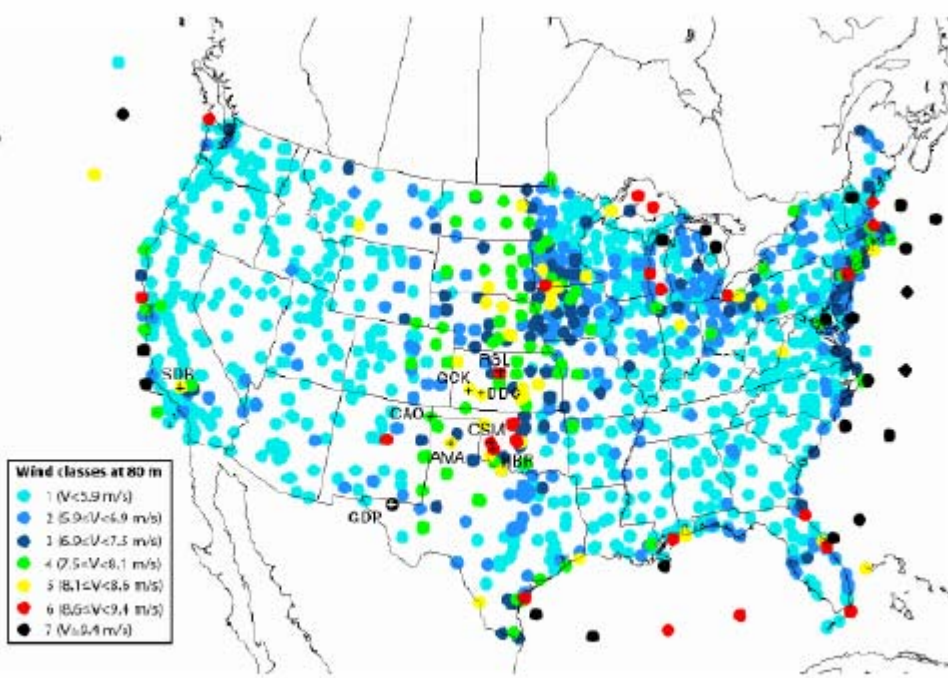 SDB
RSL
GCK
DDC
CAO
CSM
AMA
HBR
GDP
Wind classes at 80 m
1 (V<5.9 m/s)
2 (5.9≤V<6.9 m/s)
3 (6.9≤V<7.5 m/s)
4 (7.5≤V<8.1 m/s)
5 (8.1≤V<8.6 m/s)
6 (8.6≤V<9.4 m/s)
7 (V≥9.4 m/s)